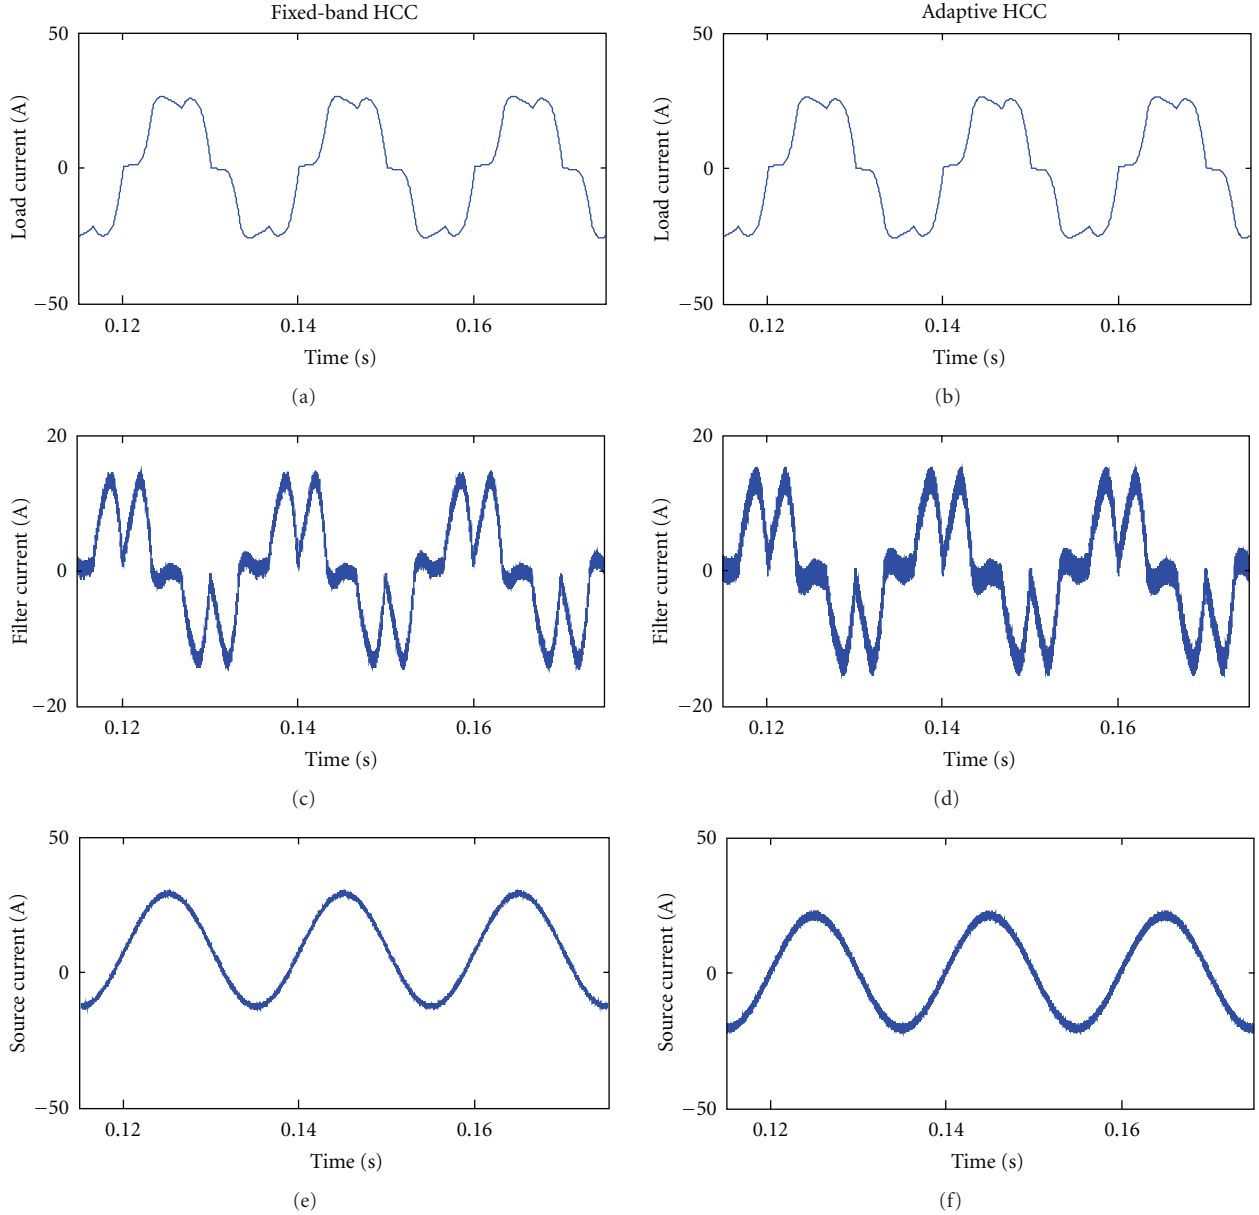 Fixed-band HCC
Adaptive HCC
50
0
−50
Load current (A)
0.12
0.14
0.16
Time (s)
(a)
50
0
−50
Load current (A)
0.12
0.14
0.16
Time (s)
(b)
20
0
−20
Filter current (A)
0.12
0.14
0.16
Time (s)
(c)
20
0
−20
Filter current (A)
0.12
0.14
0.16
Time (s)
(d)
50
0
−50
Source current (A)
0.12
0.14
0.16
Time (s)
(e)
50
0
−50
Source current (A)
0.12
0.14
0.16
Time (s)
(f)